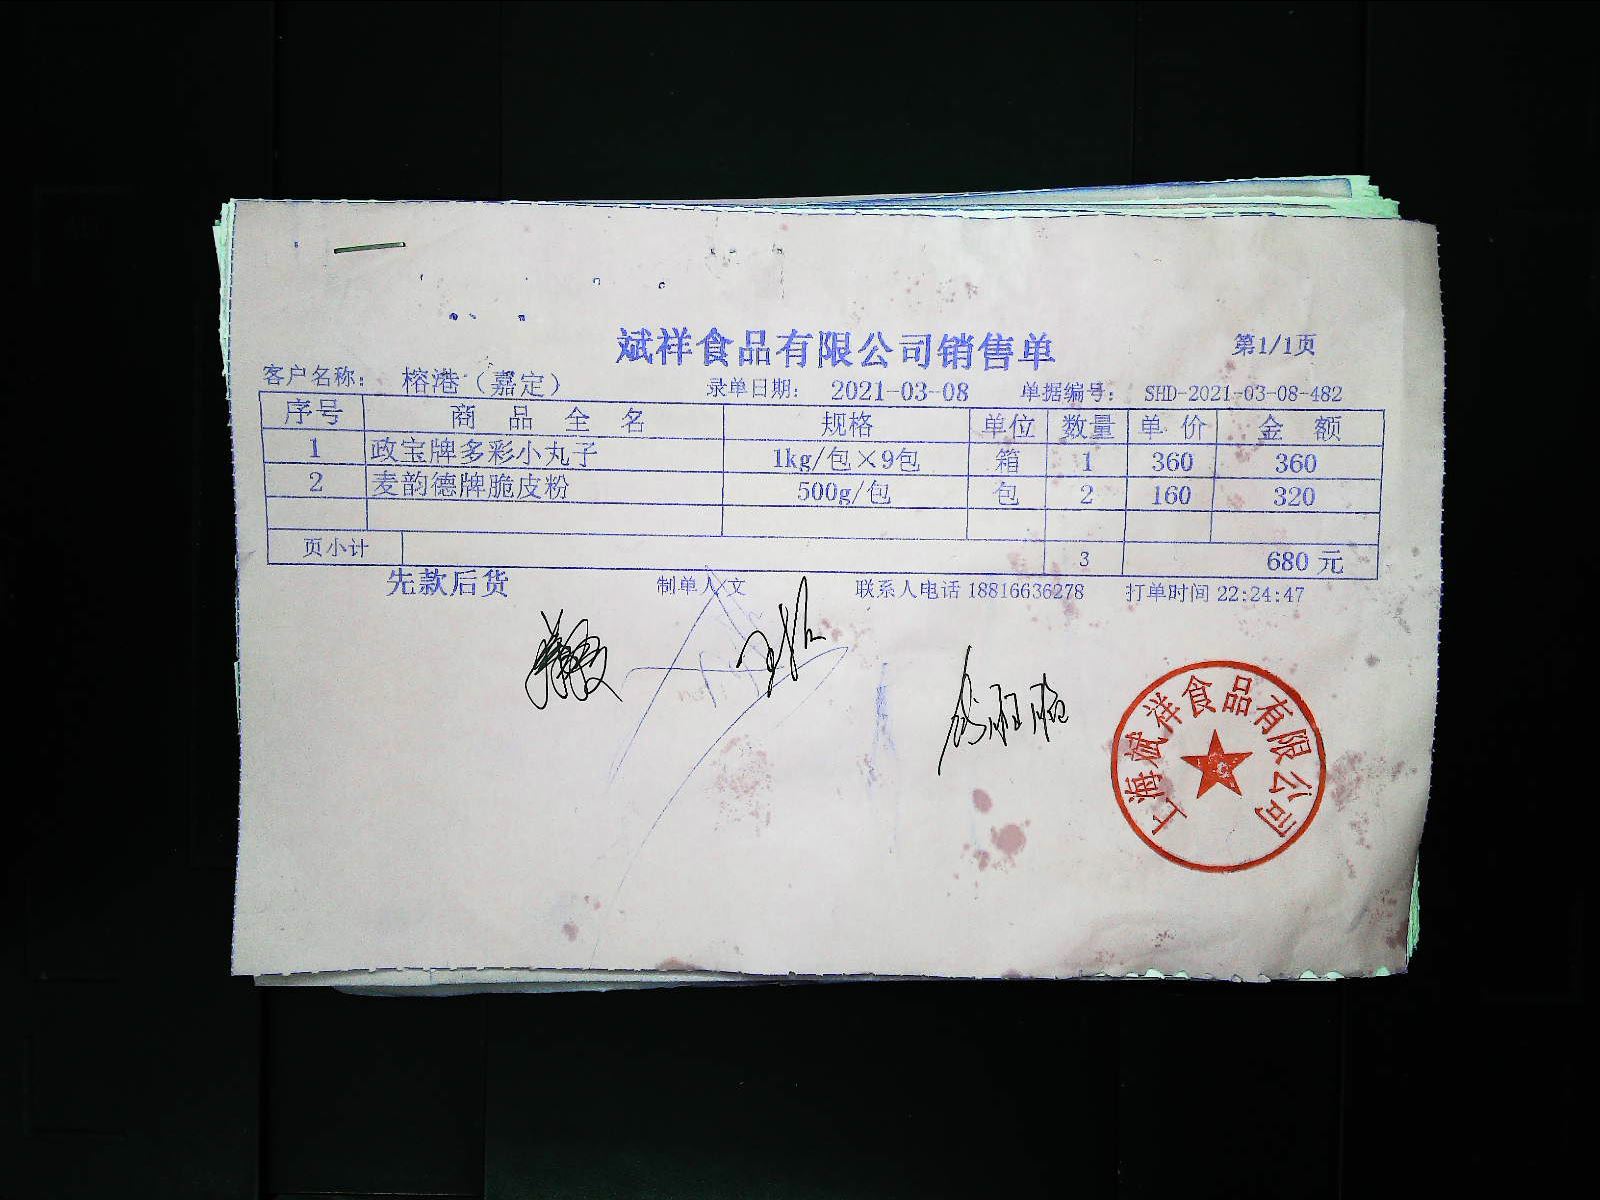 斌祥食品有限公司销售单 第1/1页
客户名称： 榕港（嘉定） 录单日期： 2021-03-08 单据编号： SHD-2021-03-08-482
序号 商品全名 规格 单位 数量 单价 金额
1 政宝牌多彩小丸子 1kg/包×9包 箱 1 360 360
2 麦韵德牌脆皮粉 500g/包 包 2 160 320
页小计 3 680 元
先款后货 制单人/文 联系人电话 18816636278 打单时间 22:24:47
上海斌祥食品有限公司